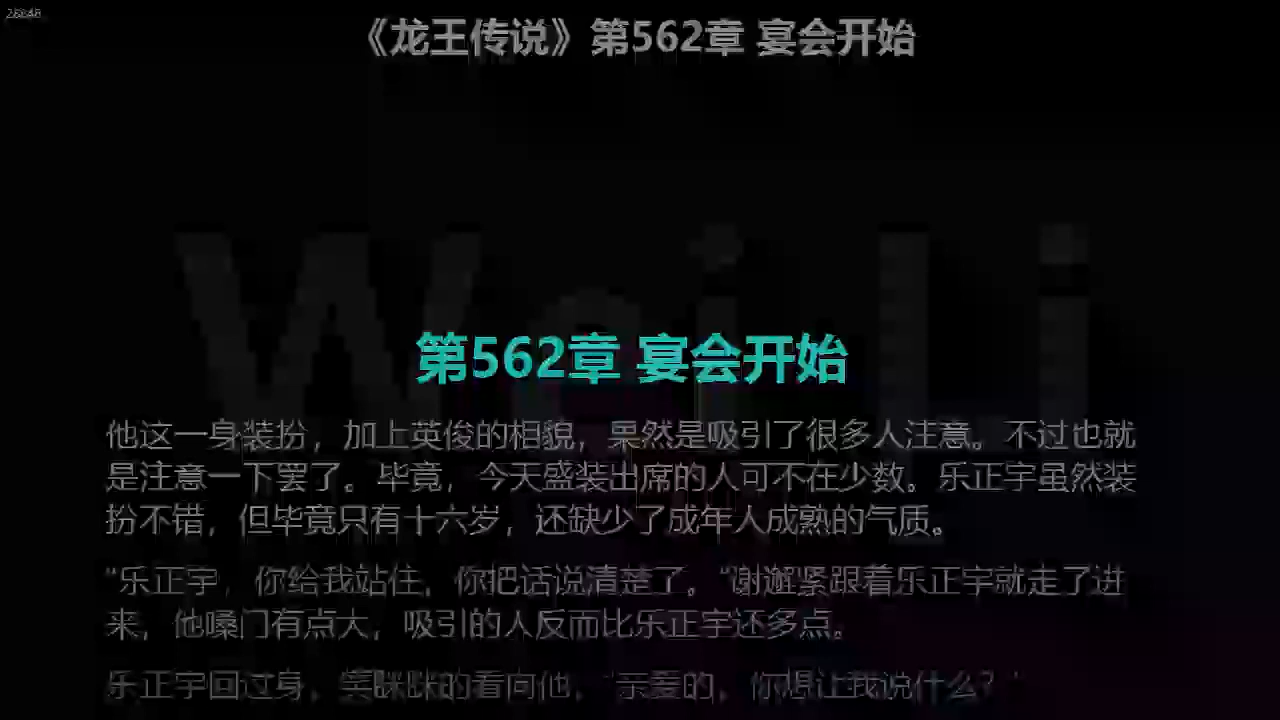 《龙王传说》第562章 宴会开始
Wei Li
第562章 宴会开始
他这一身装扮，加上英俊的相貌，果然是吸引了很多人注意。不过也就
是注意一下罢了。毕竟，今天盛装出席的人可不在少数。乐正宇虽然装
扮不错，但毕竟只有十六岁，还缺少了成年人成熟的气质。
“乐正宇，你给我站住，你把话说清楚了。”谢邂紧跟着乐正宇就走了进
来，他嗓门有点大，吸引的人反而比乐正宇还多点。
乐正宇回过身，笑眯眯的看向他，“亲爱的，你想让我说什么？”